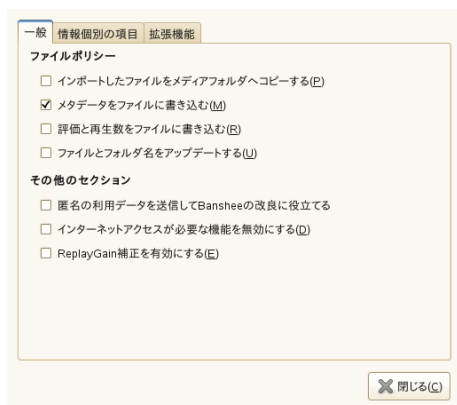 一般 情報個別の項目 拡張機能
ファイルポリシー
インポートしたファイルをメディアフォルダへコピーする(P)
メタデータをファイルに書き込む(M)
評価と再生数をファイルに書き込む(R)
ファイルとフォルダ名をアップデートする(U)
その他のセクション
匿名の利用データを送信してBansheeの改良に役立てる
インターネットアクセスが必要な機能を無効にする(D)
ReplayGain補正を有効にする(E)
閉じる(C)